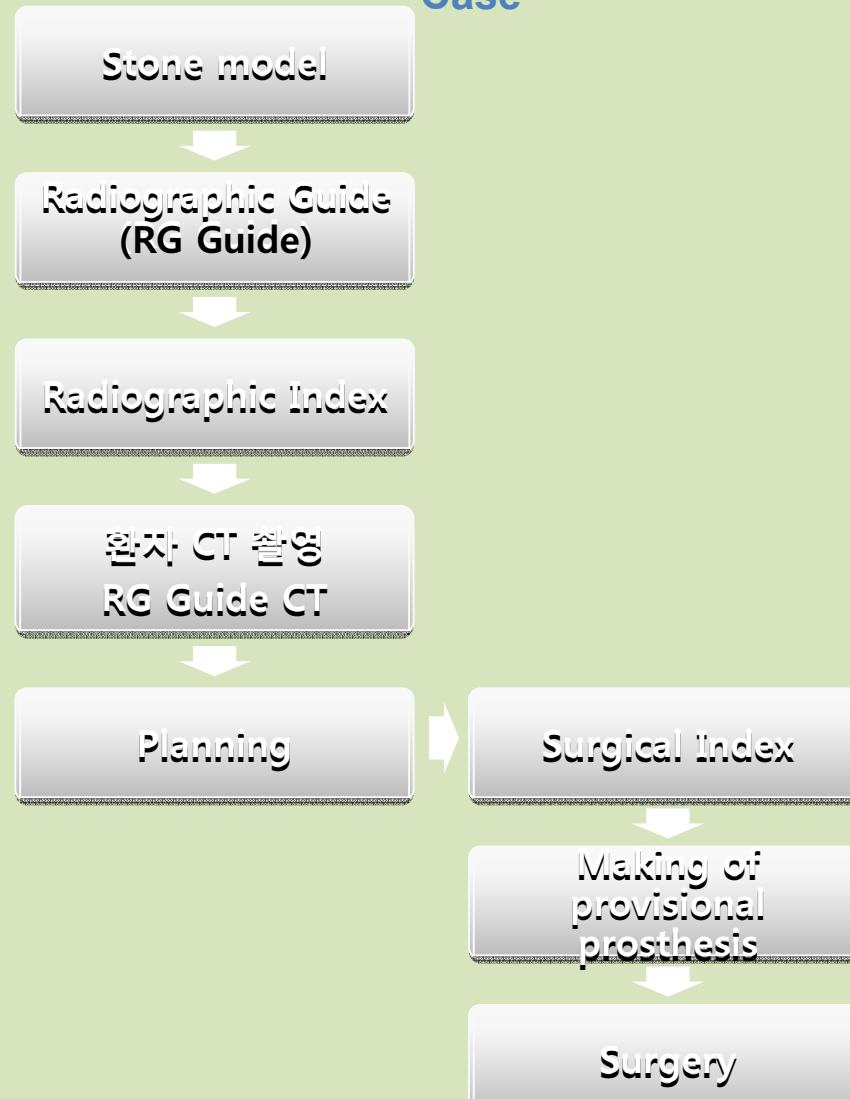 Case
Stone model
Radiographic Guide
(RG Guide)
Radiographic Index
환자 CT 촬영
RG Guide CT
Planning
Surgical Index
Making of
provisional
prosthesis
Surgery